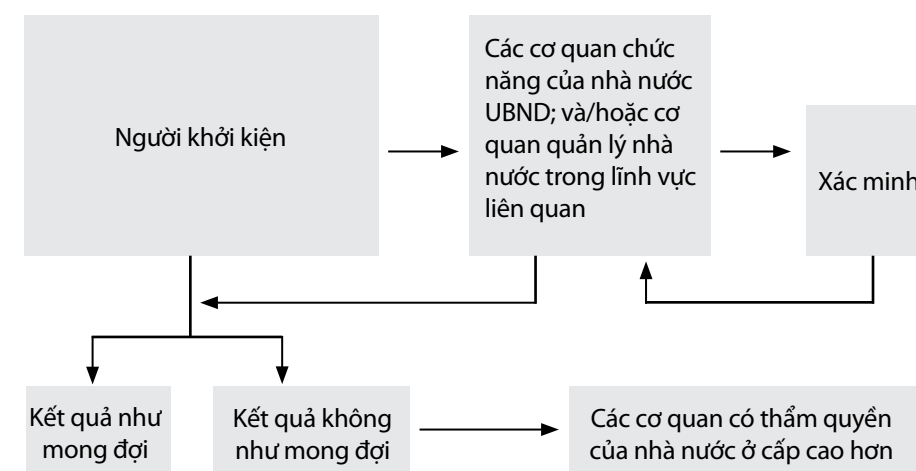 Người khởi kiện
Các cơ quan chức
năng của nhà nước
UBND; và/hoặc cơ
quan quản lý nhà
nước trong lĩnh vực
liên quan
Xác minh
Kết quả như
mong đợi
Kết quả không
như mong đợi
Các cơ quan có thẩm quyền
của nhà nước ở cấp cao hơn